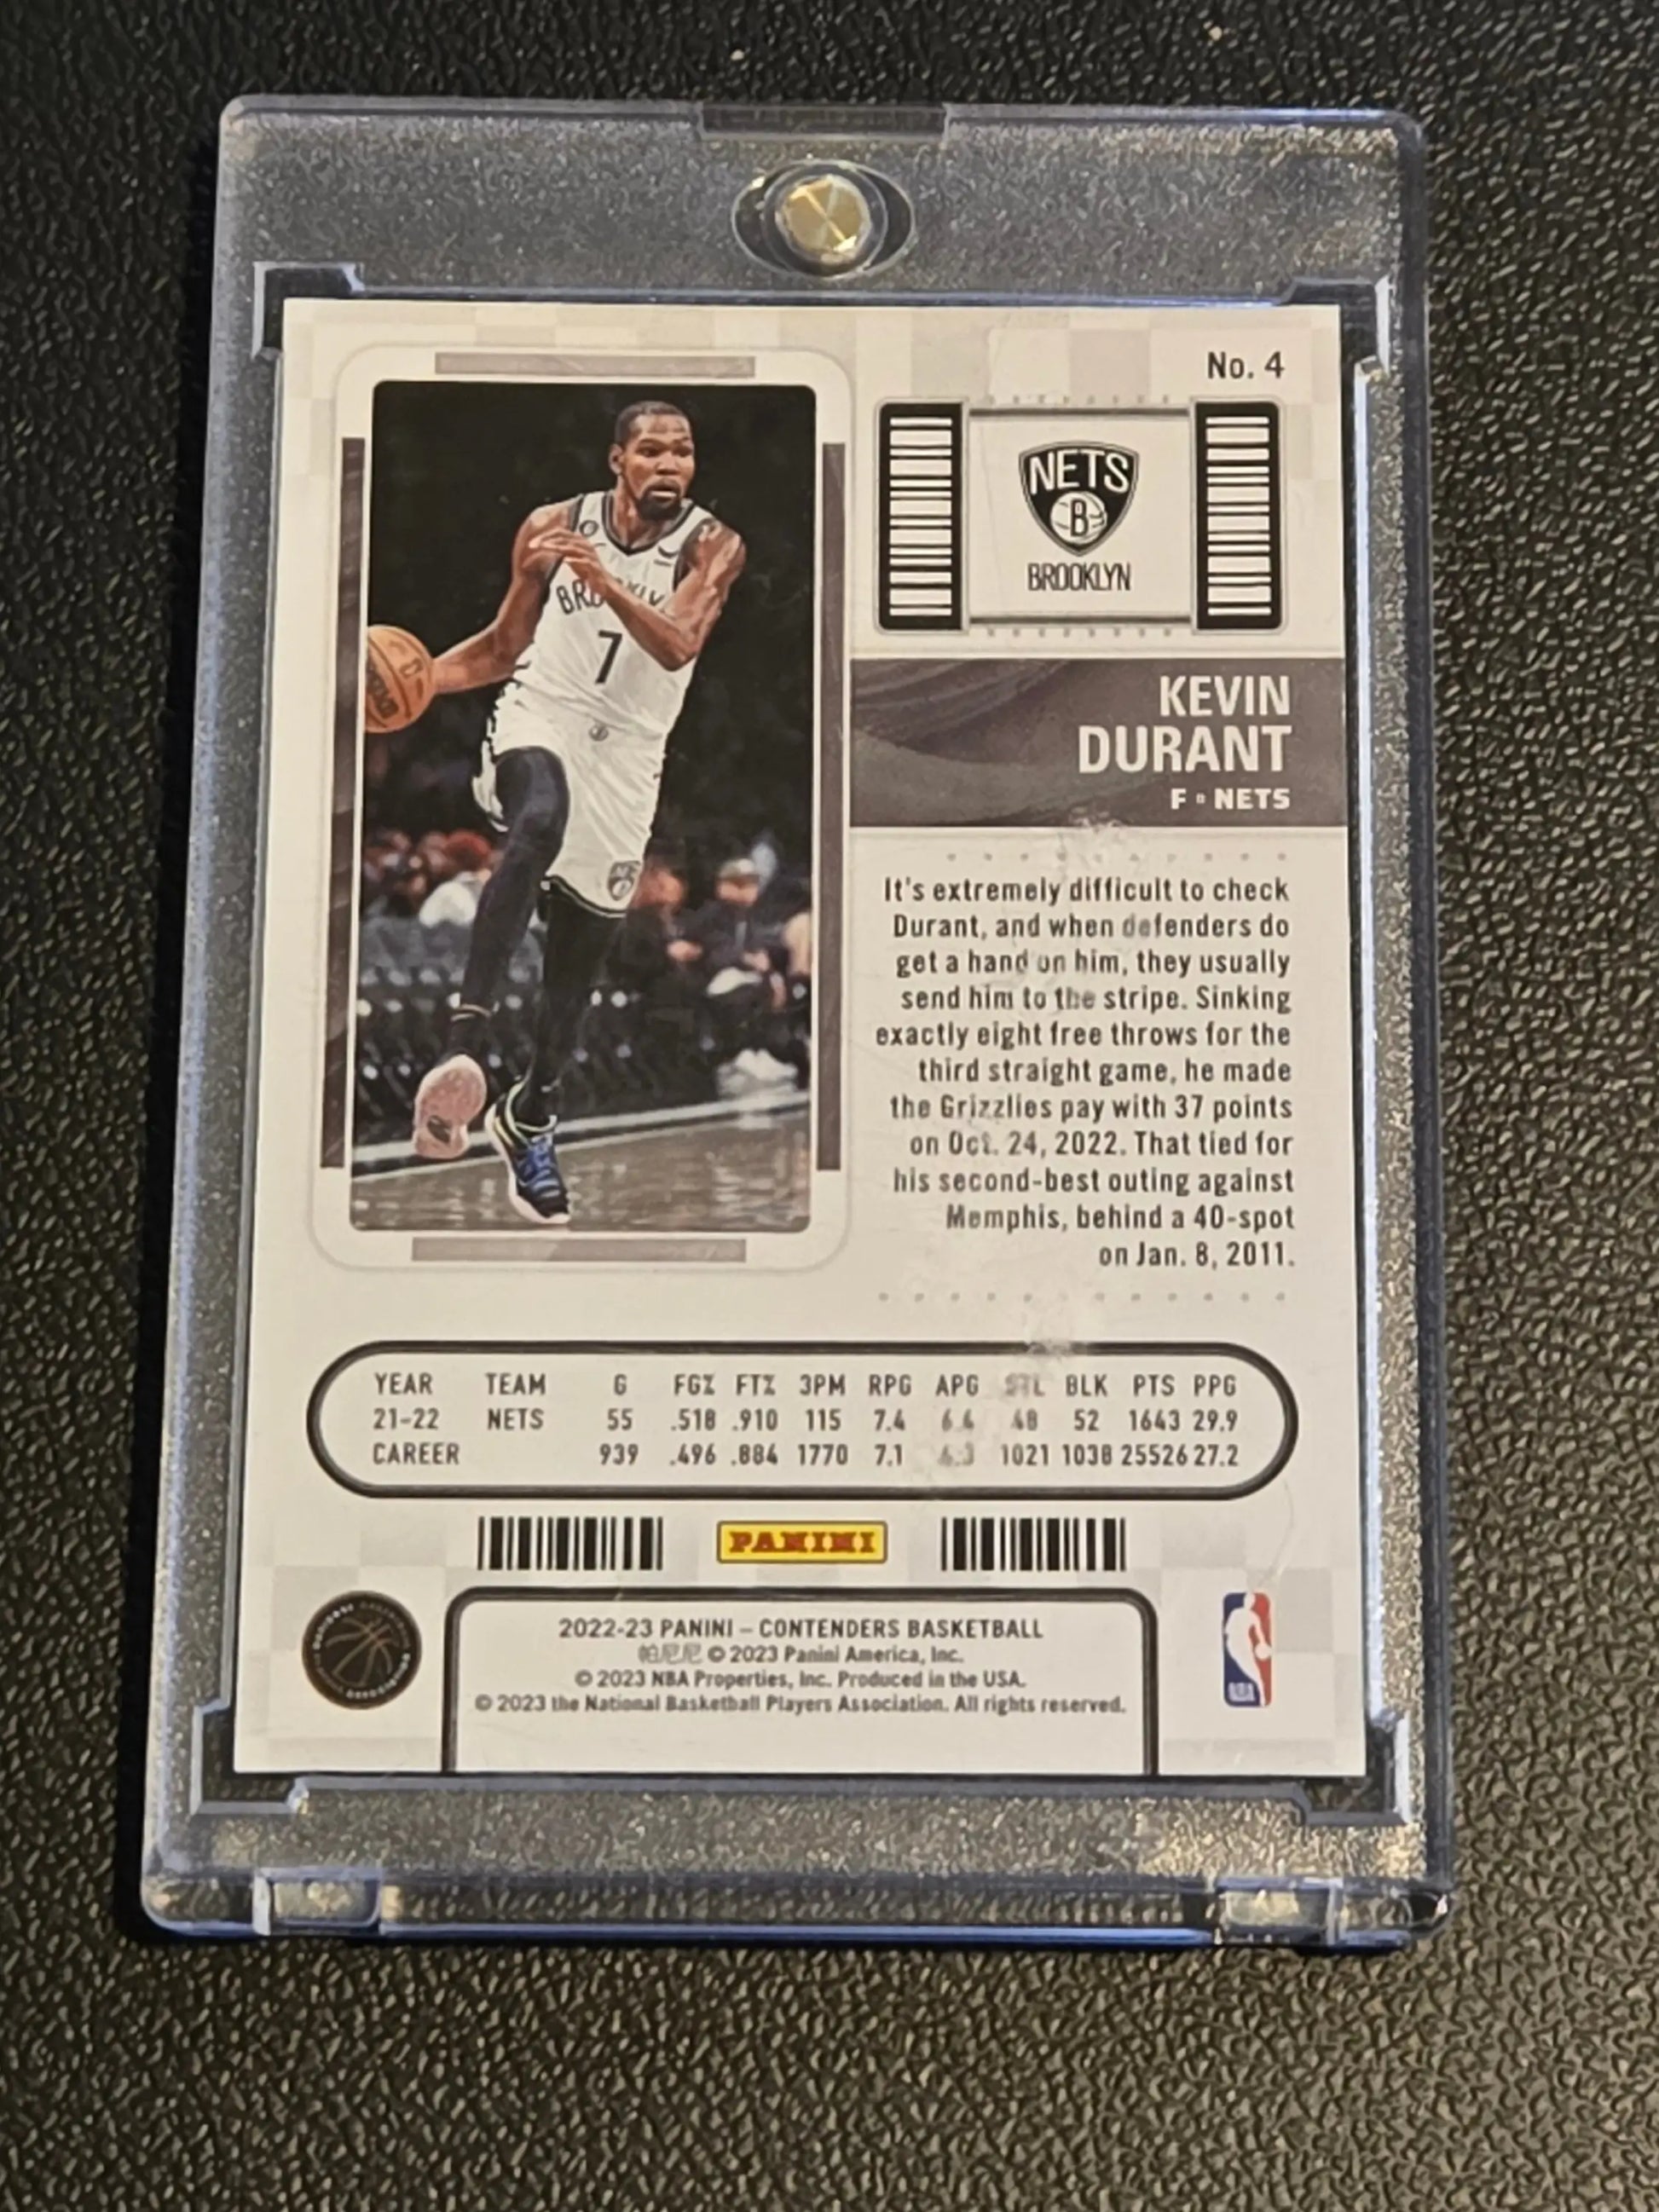 No. 4
NETS
B
BROOKLYN
BROOKLYN
7
KEVIN
DURANT
F NETS
It's extremely difficult to check
Durant, and when defenders do
get a hand on him, they usually
send him to the stripe. Sinking
exactly eight free throws for the
third straight game, he made
the Grizzlies pay with 37 points
on Oct. 24, 2022. That tied for
his second-best outing against
Memphis, behind a 40-spot
on Jan. 8, 2011.
YEAR TEAM G FG% FT% 3PM RPG APG STL BLK PTS PPG
21-22 NETS 55 .518 .910 115 7.4 6.4 48 52 1643 29.9
CAREER 939 .496 .884 1770 7.1 4.3 1021 1038 25526 27.2
PANINI
2022-23 PANINI – CONTENDERS BASKETBALL
帕尼尼 © 2023 Panini America, Inc.
© 2023 NBA Properties, Inc. Produced in the USA.
© 2023 the National Basketball Players Association. All rights reserved.
NBA